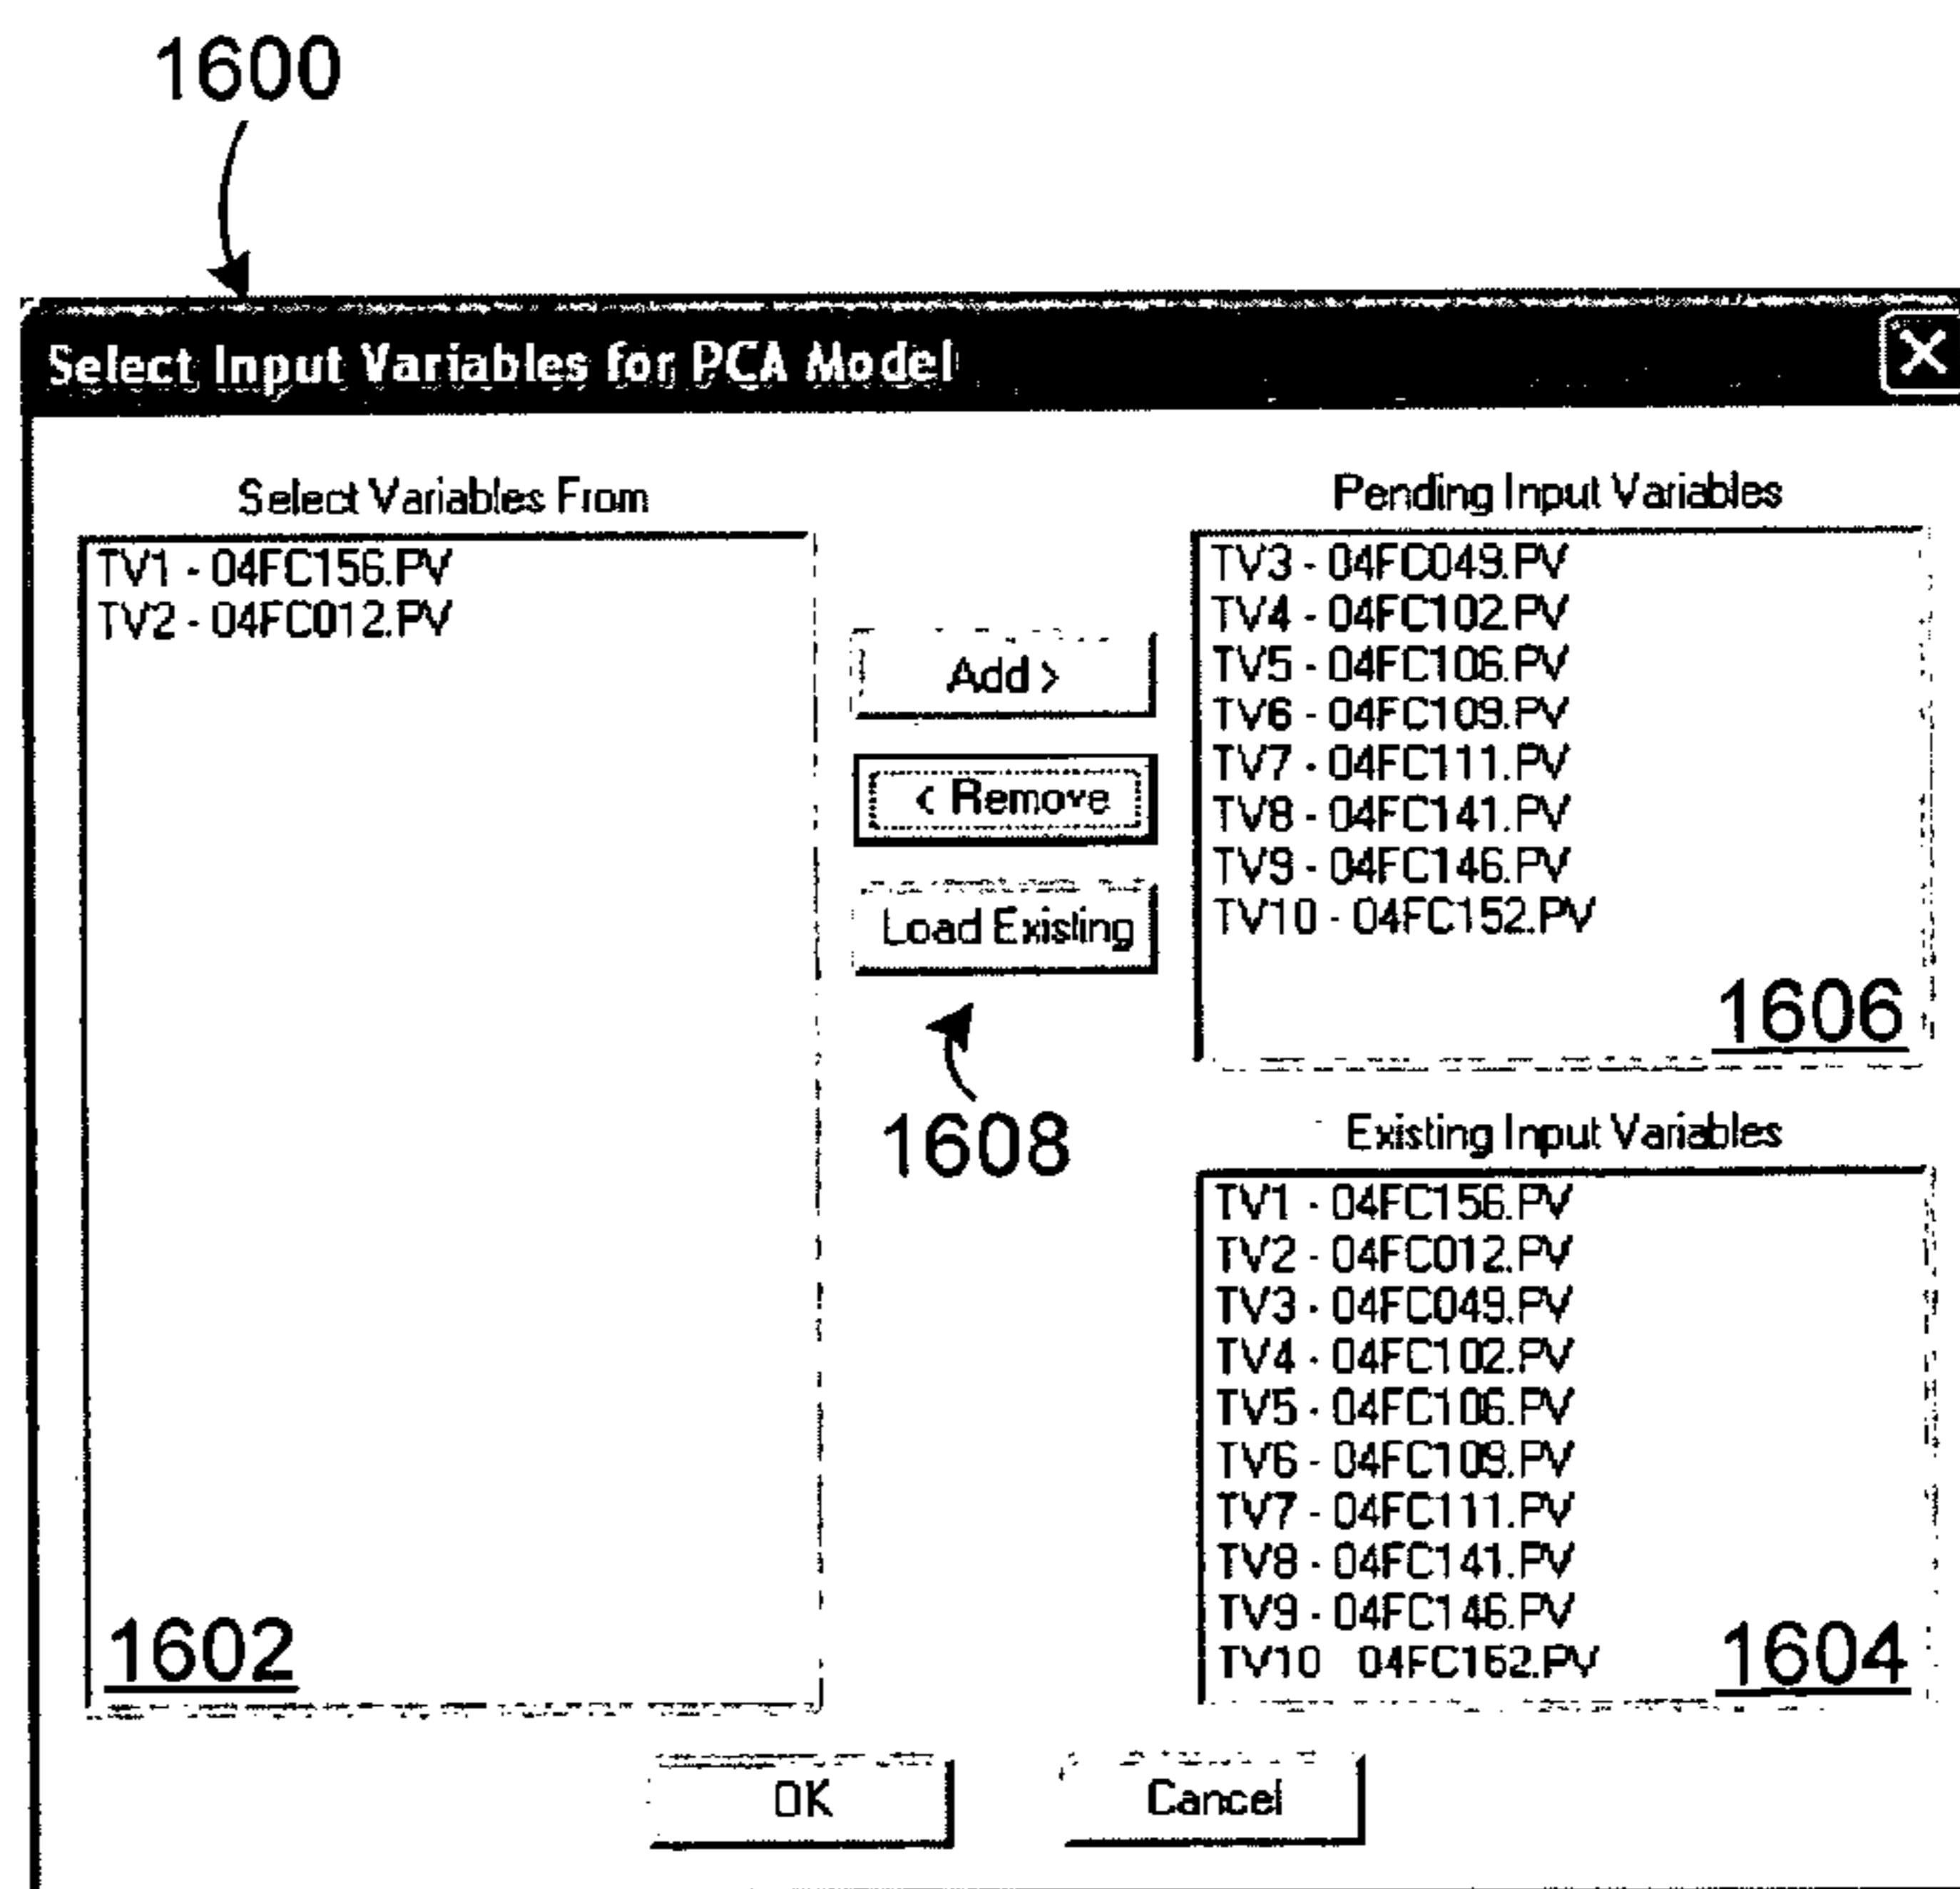 1600
Select Input Variables for PCA Model
Select Variables From
TV1 - 04FC156.PV
TV2 - 04FC012.PV
1602
Add >
< Remove
Load Existing
1608
Pending Input Variables
TV3 - 04FC049.PV
TV4 - 04FC102.PV
TV5 - 04FC106.PV
TV6 - 04FC109.PV
TV7 - 04FC111.PV
TV8 - 04FC141.PV
TV9 - 04FC146.PV
TV10 - 04FC152.PV
1606
Existing Input Variables
TV1 - 04FC156.PV
TV2 - 04FC012.PV
TV3 - 04FC049.PV
TV4 - 04FC102.PV
TV5 - 04FC106.PV
TV6 - 04FC109.PV
TV7 - 04FC111.PV
TV8 - 04FC141.PV
TV9 - 04FC146.PV
TV10 04FC152.PV
1604
OK
Cancel